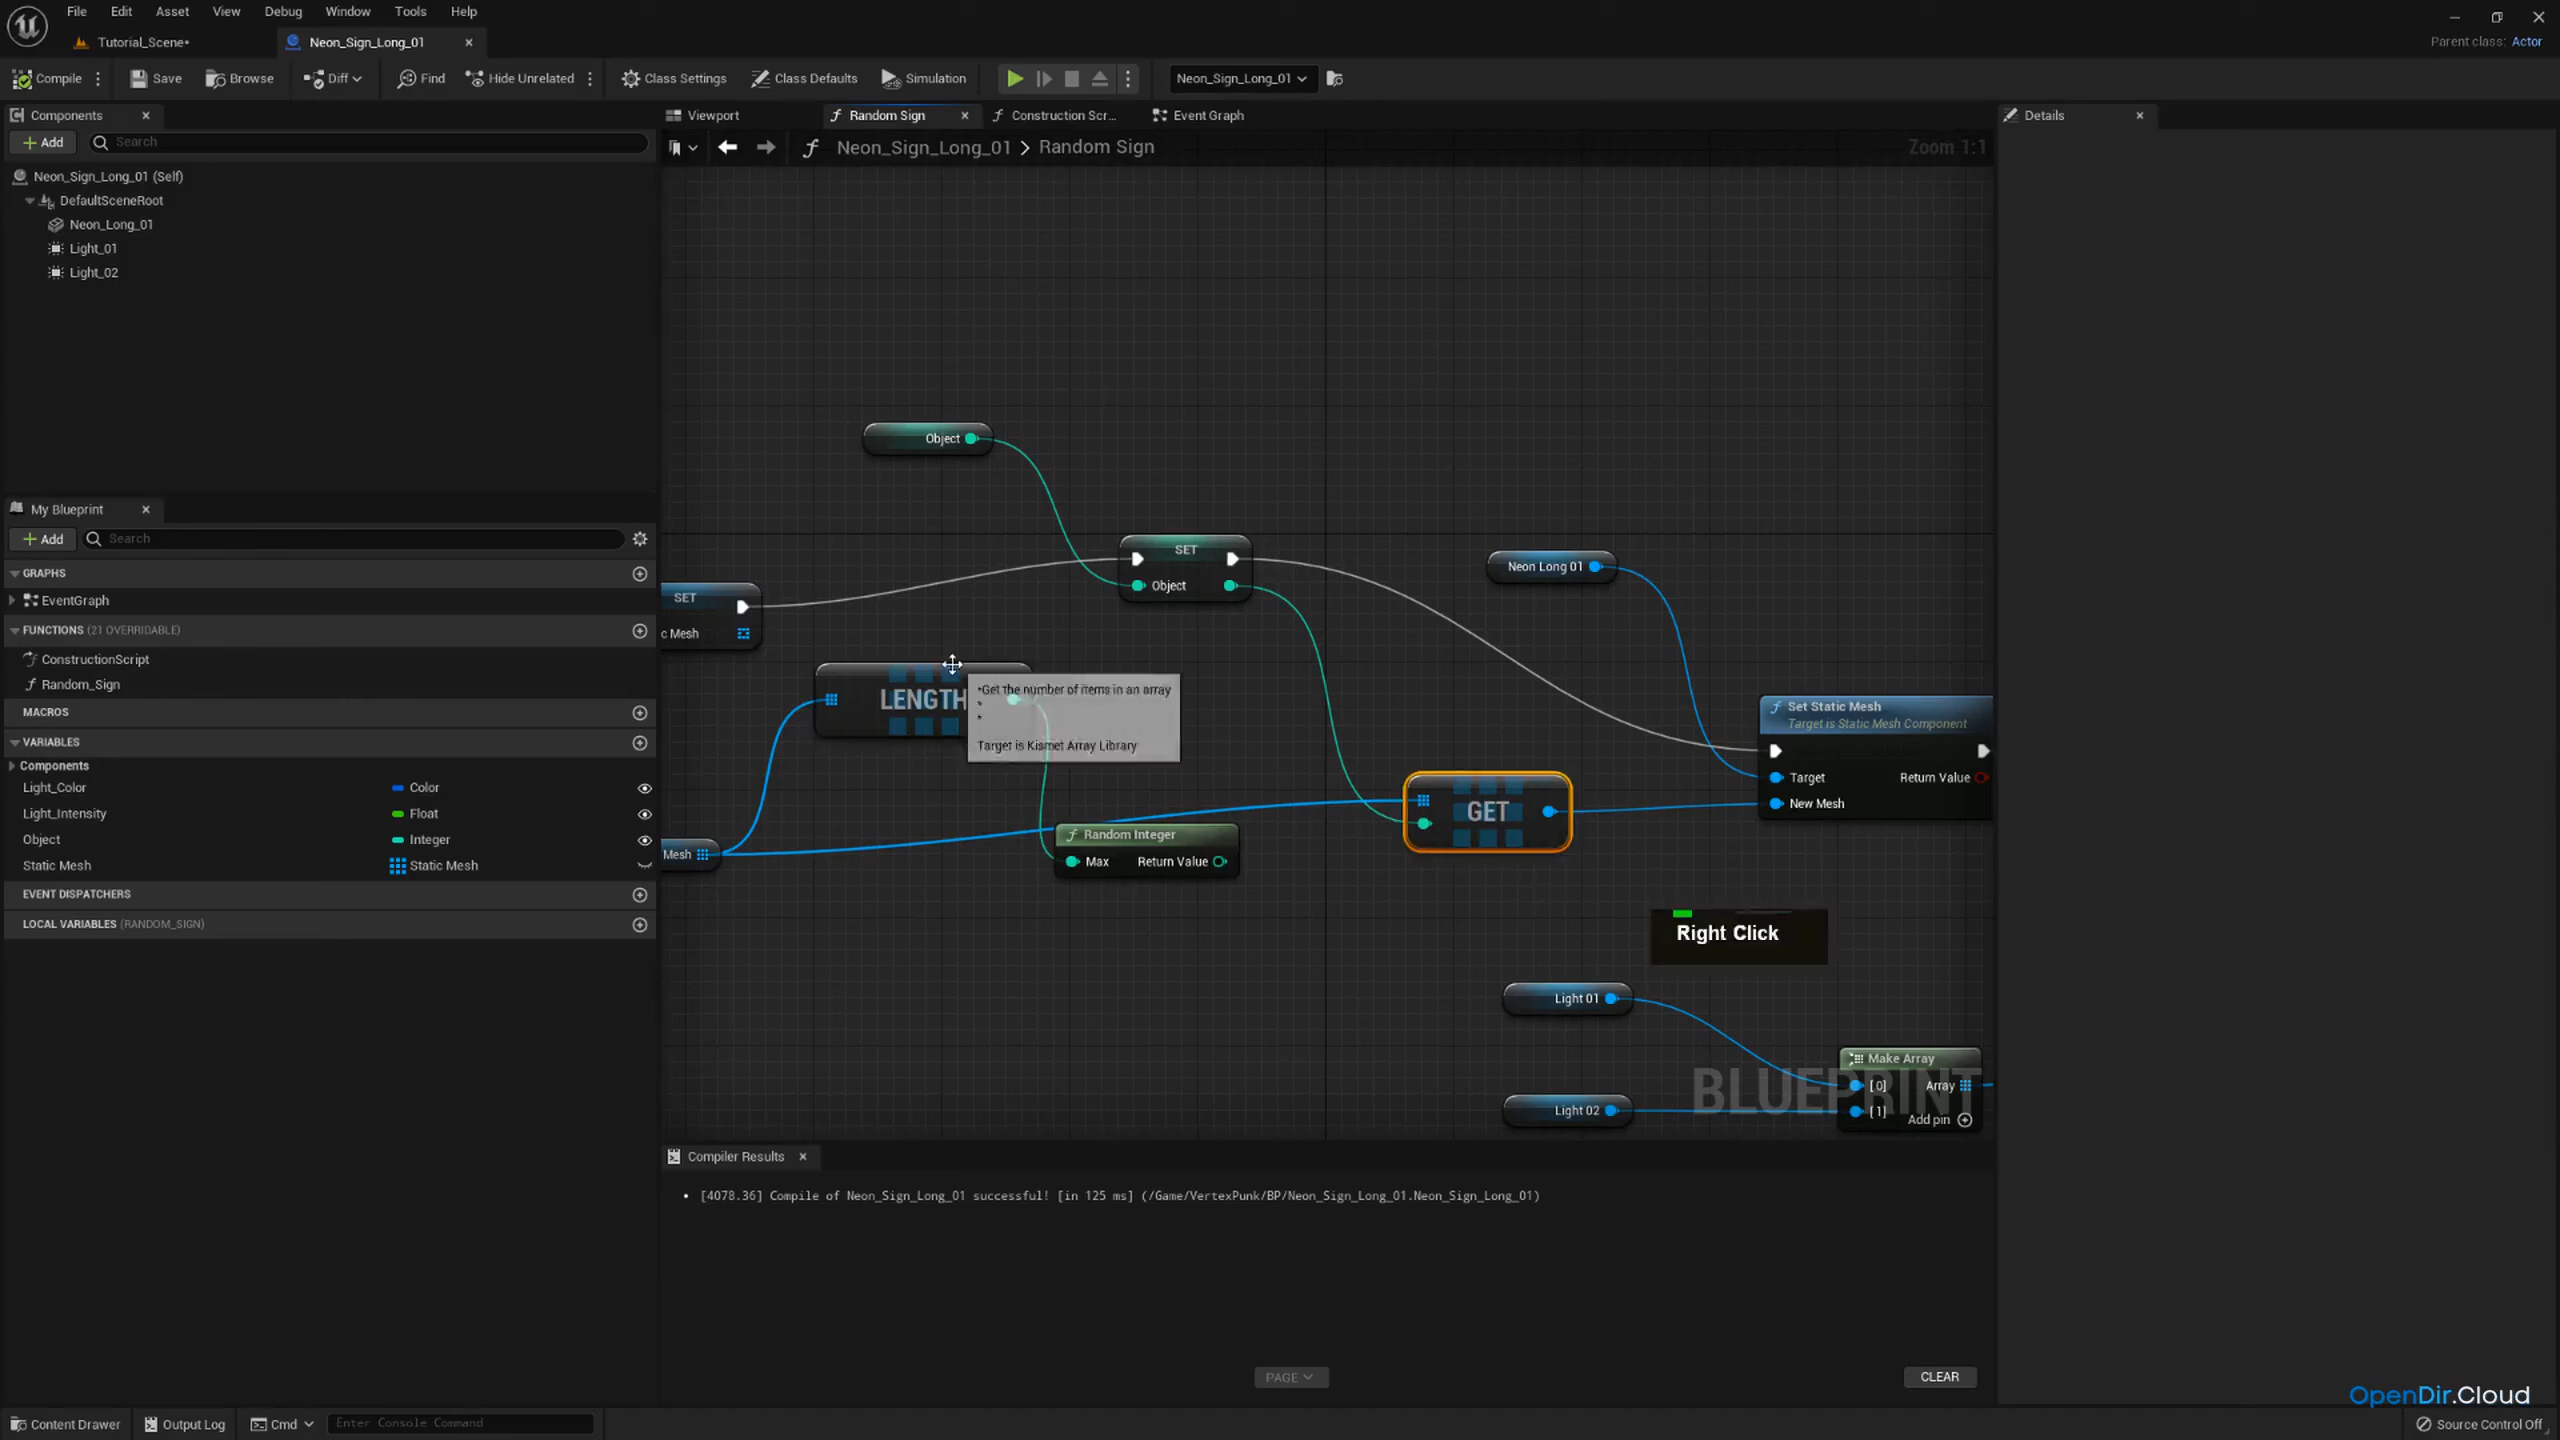 File Edit Asset View Debug Window Tools Help
Tutorial_Scene*
Neon_Sign_Long_01
Parent class: Actor
Compile
Save
Browse
Diff
Find
Hide Unrelated
Class Settings
Class Defaults
Simulation
Neon_Sign_Long_01
Components
Add
Search
Neon_Sign_Long_01 (Self)
DefaultSceneRoot
Neon_Long_01
Light_01
Light_02
My Blueprint
Add
Search
GRAPHS
EventGraph
FUNCTIONS (21 OVERRIDABLE)
ConstructionScript
Random_Sign
MACROS
VARIABLES
Components
Light_Color Color
Light_Intensity Float
Object Integer
Static Mesh Static Mesh
EVENT DISPATCHERS
LOCAL VARIABLES (RANDOM_SIGN)
Viewport
Random Sign
Construction Scr...
Event Graph
Neon_Sign_Long_01 > Random Sign
Zoom 1:1
Object
SET
Object
Neon Long 01
SET
c Mesh
LENGTH
*Get the number of items in an array
*
*
Target is Kismet Array Library
Set Static Mesh
Target is Static Mesh Component
Target Return Value
New Mesh
GET
Mesh
Random Integer
Max Return Value
Right Click
Light 01
Light 02
Make Array
[0] Array
[1]
Add pin
BLUEPRINT
Compiler Results
[4078.36] Compile of Neon_Sign_Long_01 successful! [in 125 ms] (/Game/VertexPunk/BP/Neon_Sign_Long_01.Neon_Sign_Long_01)
PAGE
CLEAR
Details
OpenDir.Cloud
Content Drawer
Output Log
Cmd
Enter Console Command
Source Control Off